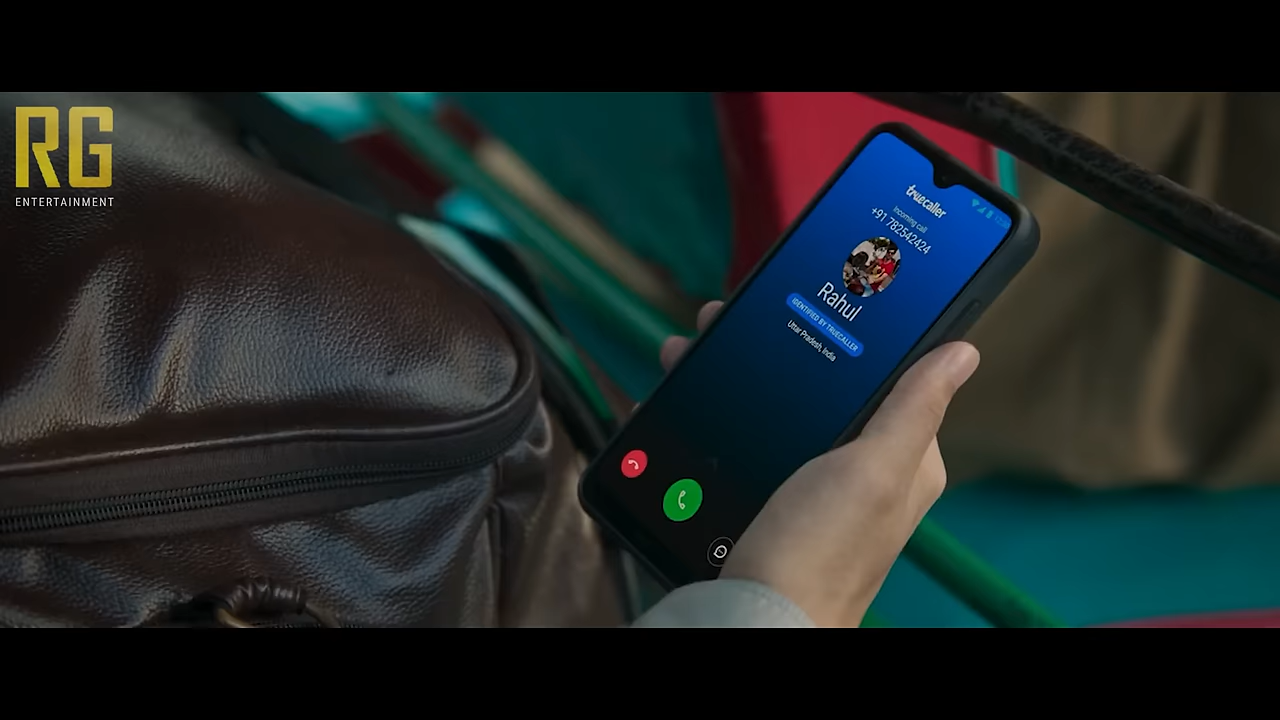 RG
ENTERTAINMENT
truecaller
Incoming call
+91 782542424
Rahul
IDENTIFIED BY TRUECALLER
Uttar Pradesh, India